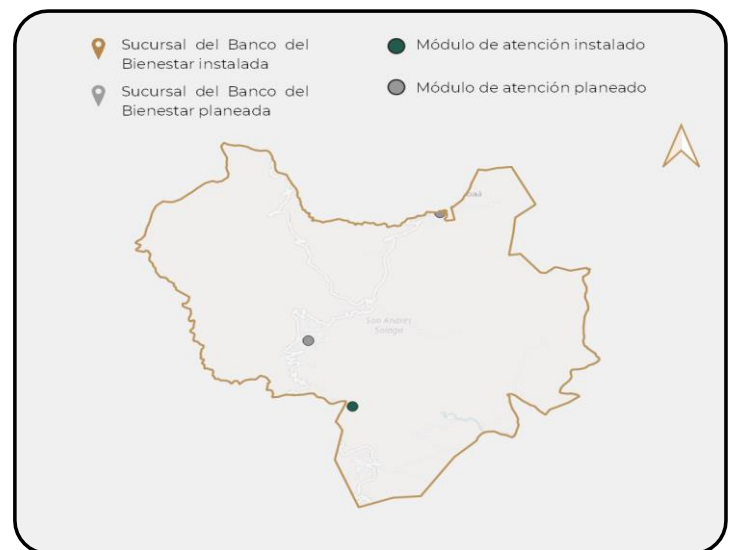 Sucursal del Banco del
Bienestar instalada
Sucursal del Banco del
Bienestar planeada
Módulo de atención instalado
Módulo de atención planeado
San Andrés
Solaga